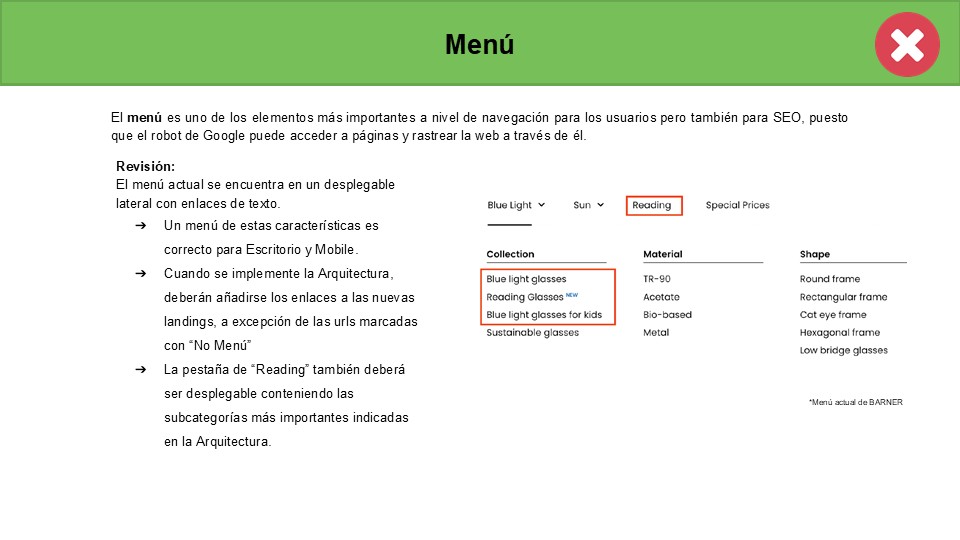 Menú
El menú es uno de los elementos más importantes a nivel de navegación para los usuarios pero también para SEO, puesto
que el robot de Google puede acceder a páginas y rastrear la web a través de él.
Revisión:
El menú actual se encuentra en un desplegable
lateral con enlaces de texto.
➔ Un menú de estas características es
correcto para Escritorio y Mobile.
➔ Cuando se implemente la Arquitectura,
deberán añadirse los enlaces a las nuevas
landings, a excepción de las urls marcadas
con “No Menú”
➔ La pestaña de “Reading” también deberá
ser desplegable conteniendo las
subcategorías más importantes indicadas
en la Arquitectura.
Blue Light Sun Reading Special Prices
Collection
Blue light glasses
Reading Glasses NEW
Blue light glasses for kids
Sustainable glasses
Material
TR-90
Acetate
Bio-based
Metal
Shape
Round frame
Rectangular frame
Cat eye frame
Hexagonal frame
Low bridge glasses
*Menú actual de BARNER